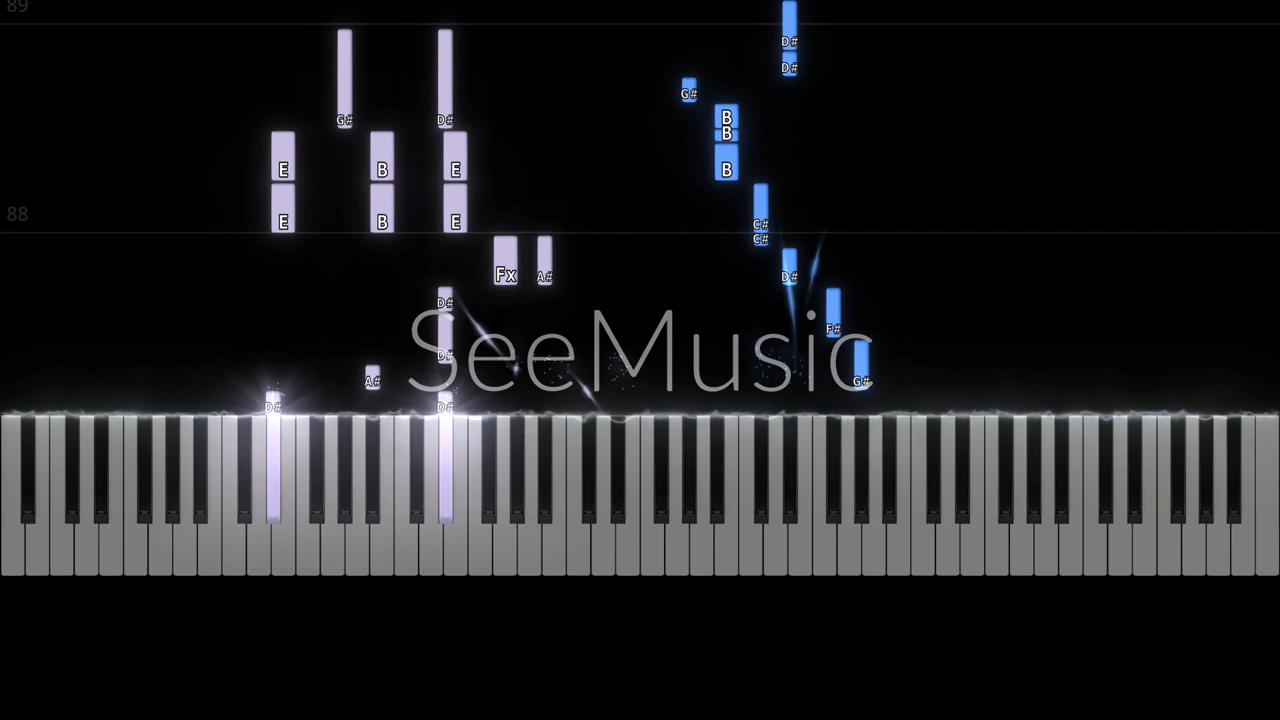 89
D#
D#
G#
G# D# B
B
E B E B
E B E C#
88
C#
Fx A# D#
D#
F#
D#
SeeMusic
A# G#
D# D#